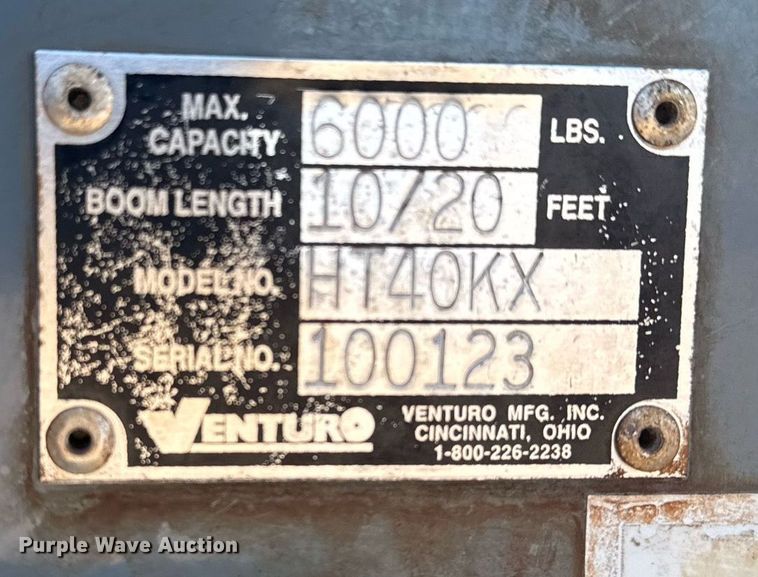 MAX.
CAPACITY 6000 LBS.
BOOM LENGTH 10/20 FEET
MODEL NO. HT40KX
SERIAL NO. 100123
VENTURO
VENTURO MFG. INC.
CINCINNATI, OHIO
1-800-226-2238
Purple Wave Auction